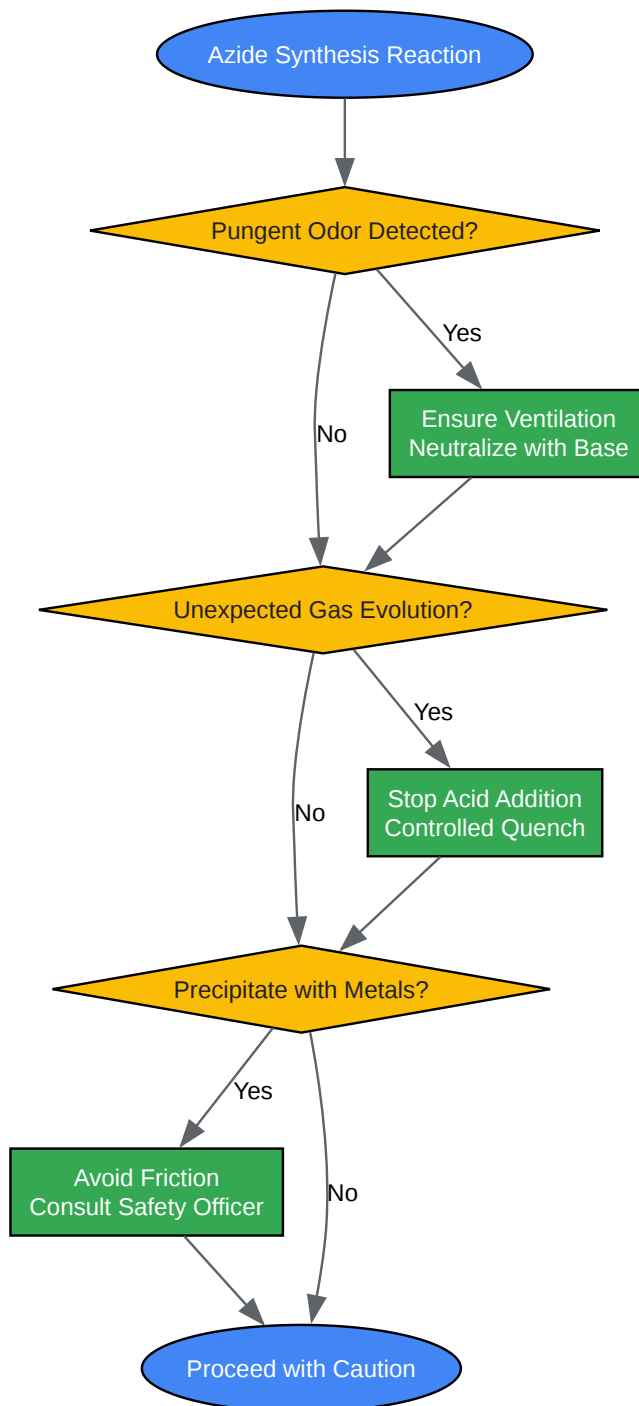 Azide Synthesis Reaction
Pungent Odor Detected?
Yes
Ensure Ventilation
Neutralize with Base
No
Unexpected Gas Evolution?
Yes
Stop Acid Addition
Controlled Quench
No
Precipitate with Metals?
Yes
Avoid Friction
Consult Safety Officer
No
Proceed with Caution